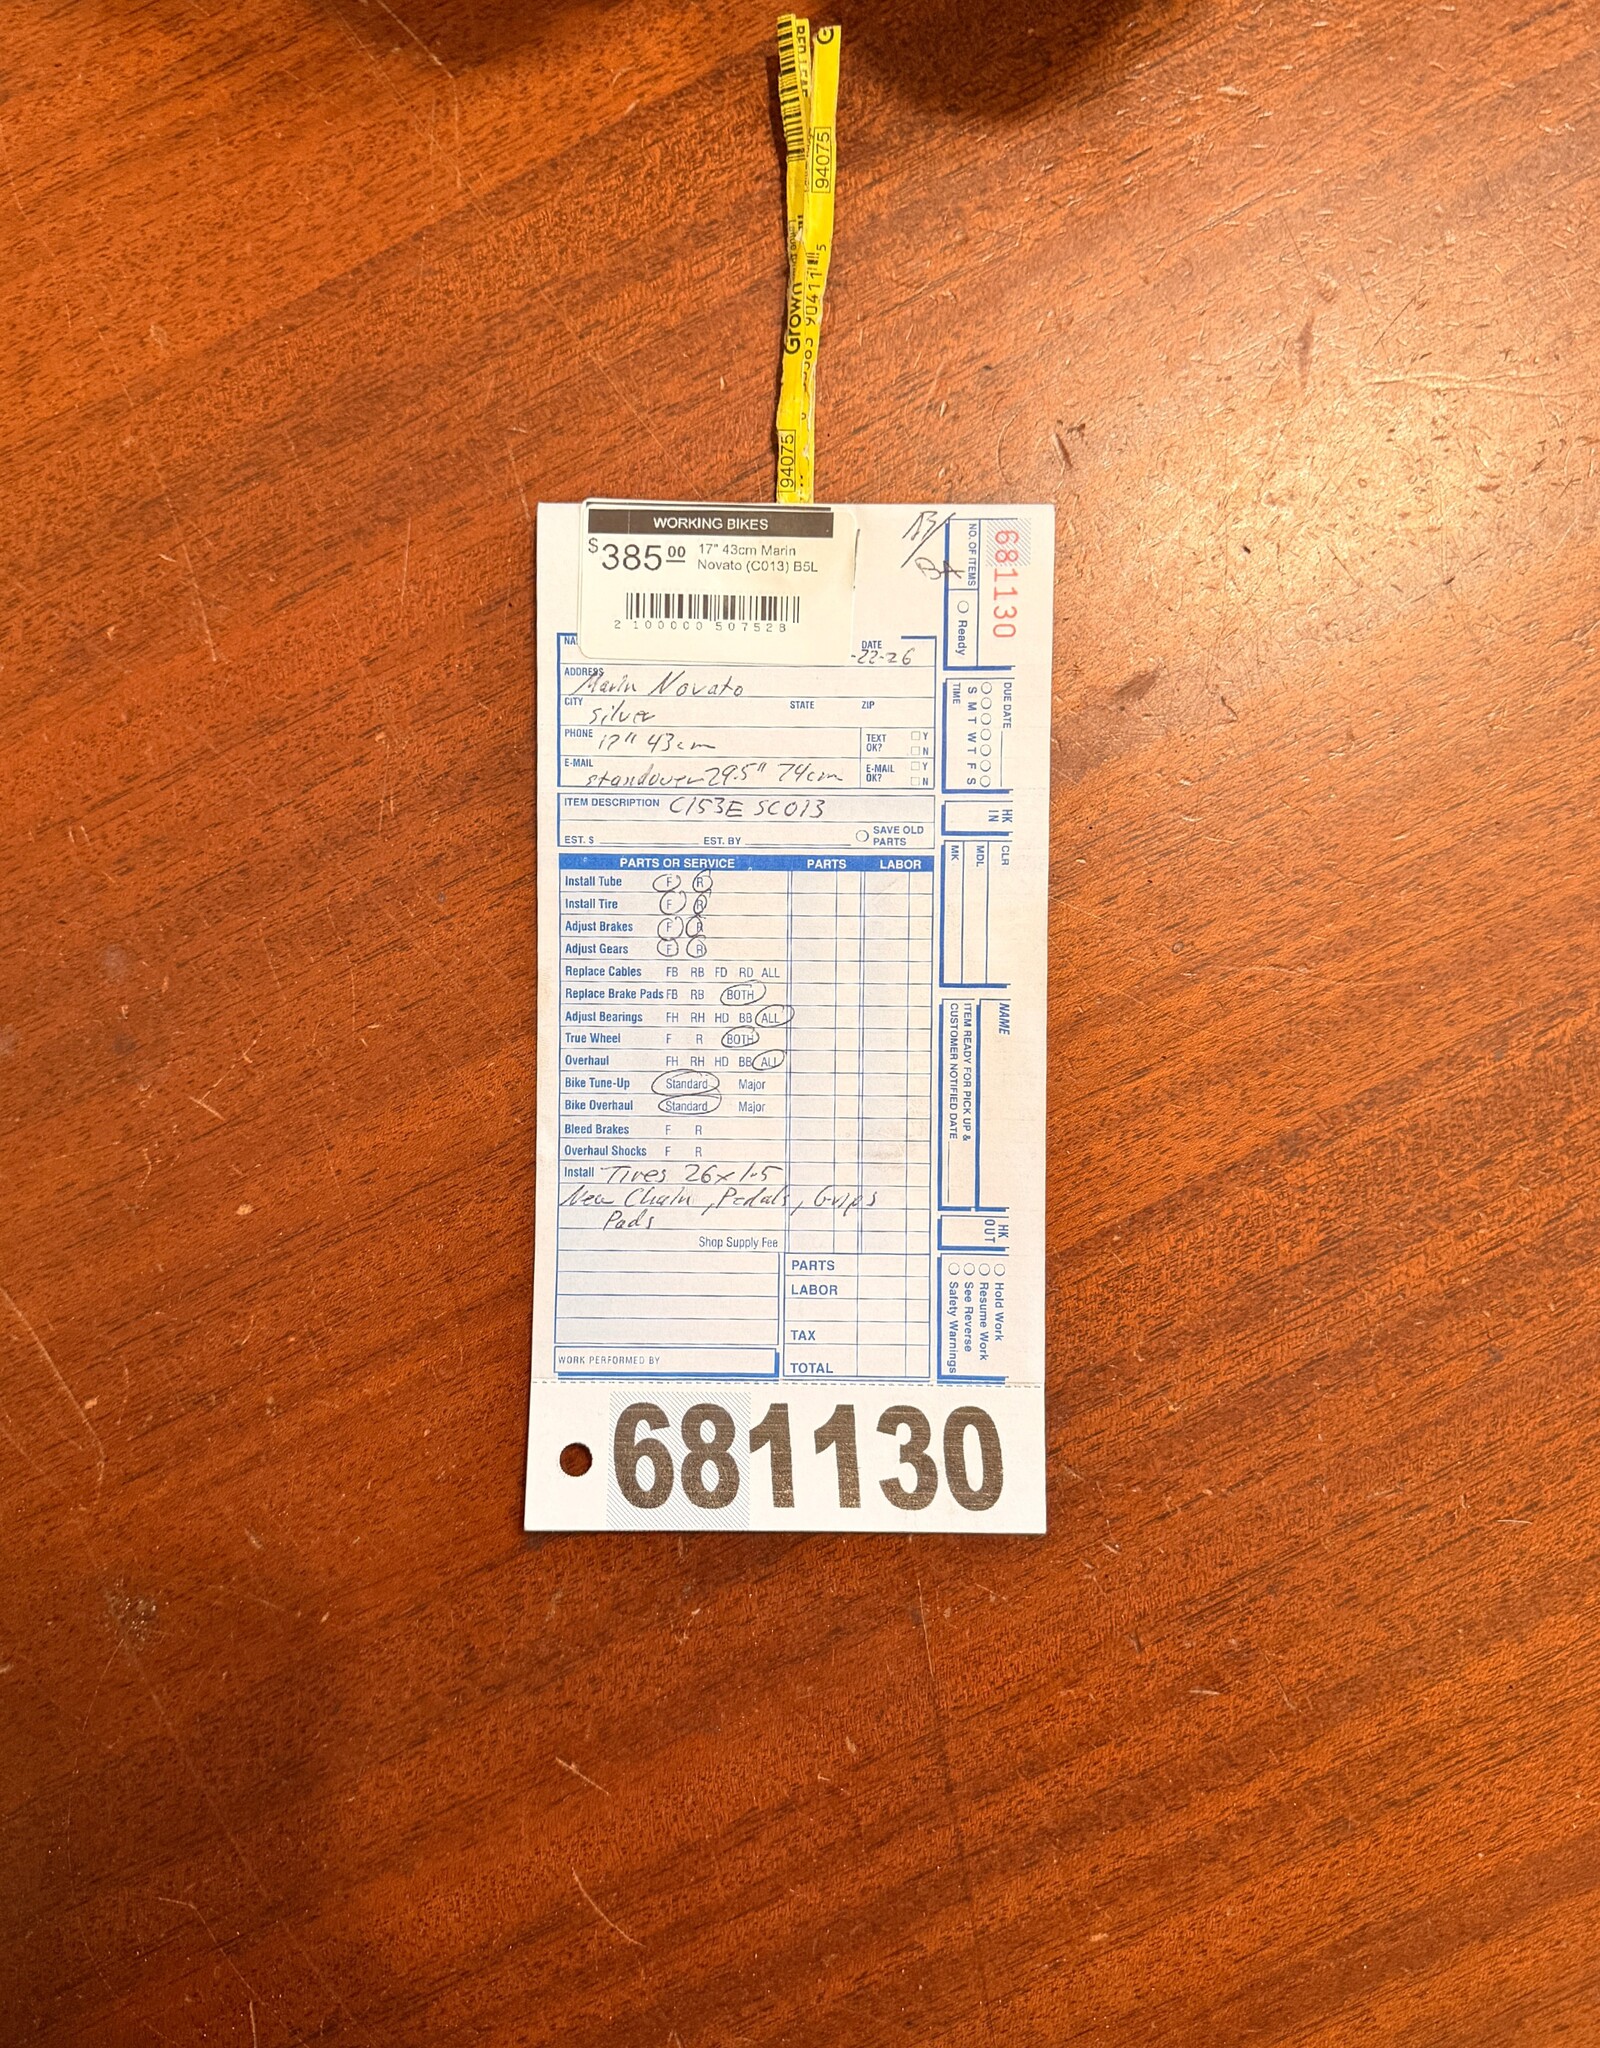 94075
Grown
94075
WORKING BIKES
$385.00
17" 43cm Marin
Novato (C013) B5L
2 100000 507528
681130
NO. OF ITEMS
Ready
DATE
-22-26
ADDRESS
Marin Novato
CITY STATE ZIP
silver
PHONE 17" 43cm TEXT OK? Y N
E-MAIL standover 29.5" 74cm E-MAIL OK? Y N
ITEM DESCRIPTION C153E SC013
EST. $ EST. BY SAVE OLD PARTS
PARTS OR SERVICE PARTS LABOR
Install Tube F R
Install Tire F R
Adjust Brakes F R
Adjust Gears F R
Replace Cables FB RB FD RD ALL
Replace Brake Pads FB RB BOTH
Adjust Bearings FH RH HD BB ALL
True Wheel F R BOTH
Overhaul FH RH HD BB ALL
Bike Tune-Up Standard Major
Bike Overhaul Standard Major
Bleed Brakes F R
Overhaul Shocks F R
Install Tires 26x1.5
New Chain, Pedals, Grips
Pads
Shop Supply Fee
PARTS
LABOR
TAX
TOTAL
WORK PERFORMED BY
DUE DATE
S M T W T F S
TIME
HK IN
CLR
MDL
MK
NAME
ITEM READY FOR PICK UP &
CUSTOMER NOTIFIED DATE
HK OUT
Hold Work
Resume Work
See Reverse
Safety Warnings
681130